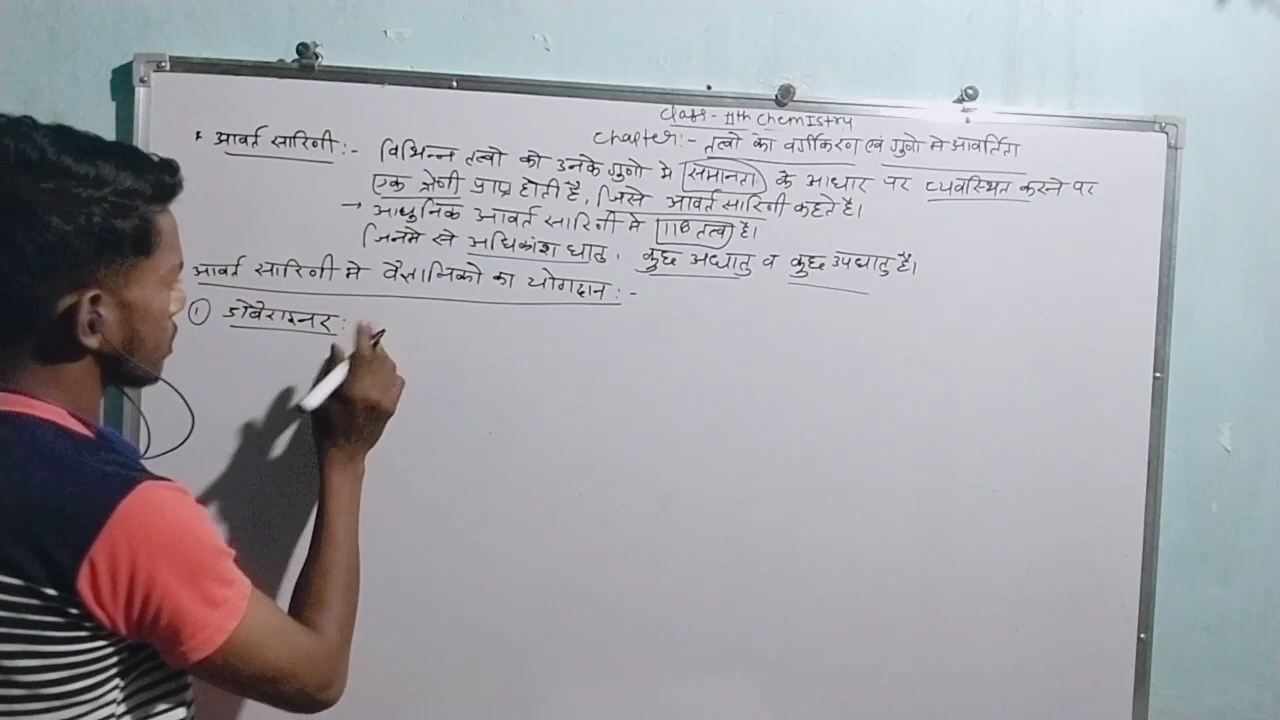 Class - 11th Chemistry
Chapter :- तत्वो का वर्गीकरण एवं गुणो मे आवर्तिता
* आवर्त सारिणी :- विभिन्न तत्वो को उनके गुणो मे समानता के आधार पर व्यवस्थित करने पर
एक श्रेणी प्राप्त होती है, जिसे आवर्त सारिणी कहते है।
→ आधुनिक आवर्त सारिणी मे 118 तत्व है।
जिनमे से अधिकांश धातु, कुछ अधातु व कुछ उपधातु है।
आवर्त सारिणी मे वैज्ञानिको का योगदान :-
① डोबेराइनर :